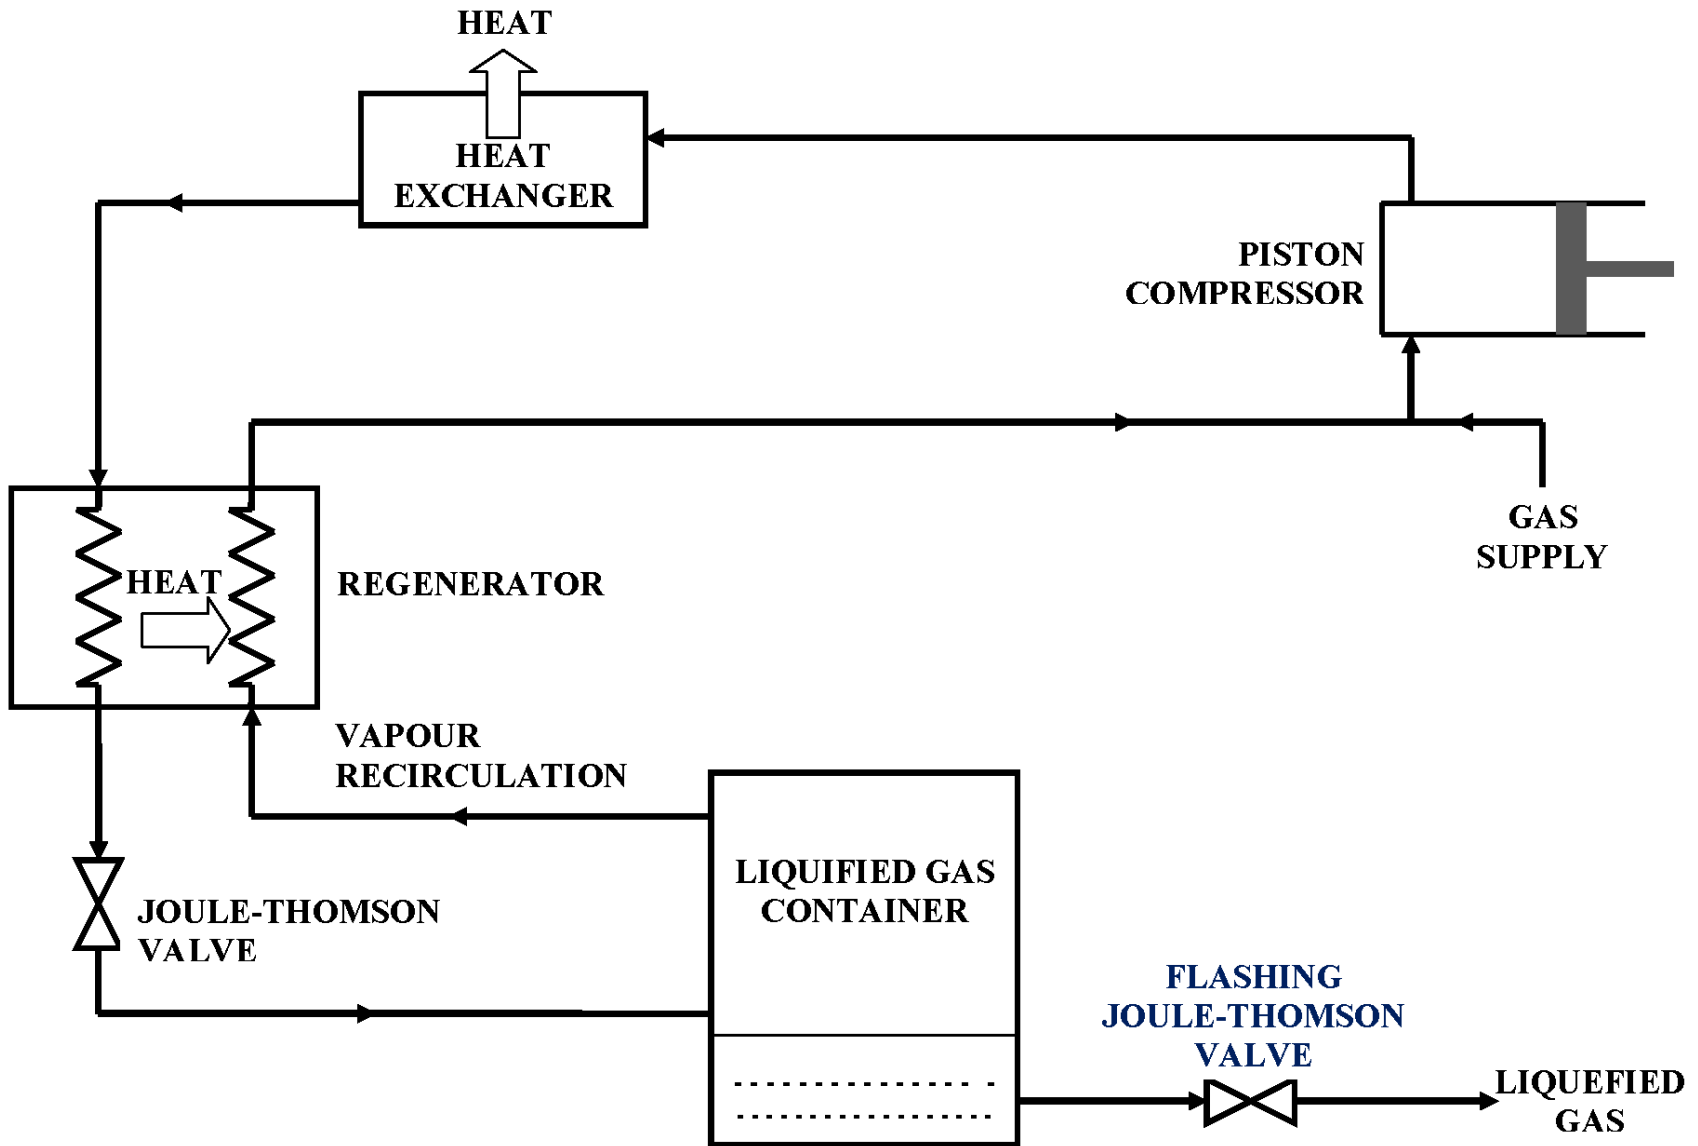 HEAT
HEAT
EXCHANGER
PISTON
COMPRESSOR
GAS
SUPPLY
HEAT
REGENERATOR
VAPOUR
RECIRCULATION
LIQUIFIED GAS
CONTAINER
JOULE-THOMSON
VALVE
FLASHING
JOULE-THOMSON
VALVE
LIQUEFIED
GAS